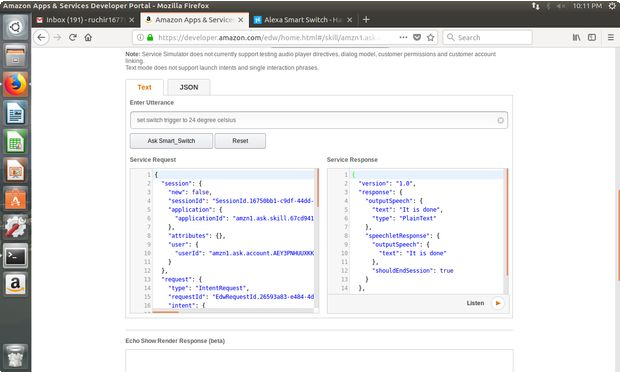 Amazon Apps & Services Developer Portal - Mozilla Firefox
10:11 PM
Inbox (191) - ruchir167
Amazon Apps & Service
Alexa Smart Switch - Ha
https://developer.amazon.com/edw/home.html#/skill/amzn1.ask
Search
Note: Service Simulator does not currently support testing audio player directives, dialog model, customer permissions and customer account
linking.
Text mode does not support launch intents and single interaction phrases.
Text
JSON
Enter Utterance
set switch trigger to 24 degree celsius
Ask Smart_Switch
Reset
Service Request
1 {
2 "session": {
3 "new": false,
4 "sessionId": "SessionId.16750bb1-c9df-44dd-
5 "application": {
6 "applicationId": "amzn1.ask.skill.67cd941
7 },
8 "attributes": {},
9 "user": {
10 "userId": "amzn1.ask.account.AEY3PNHUUXKK
11 }
12 },
13 "request": {
14 "type": "IntentRequest",
15 "requestId": "EdwRequestId.26593a83-e484-4d
16 "intent": {
Service Response
1 {
2 "version": "1.0",
3 "response": {
4 "outputSpeech": {
5 "text": "It is done",
6 "type": "PlainText"
7 },
8 "speechletResponse": {
9 "outputSpeech": {
10 "text": "It is done"
11 },
12 "shouldEndSession": true
13 }
14 },
Listen
Echo Show Render Response (beta)